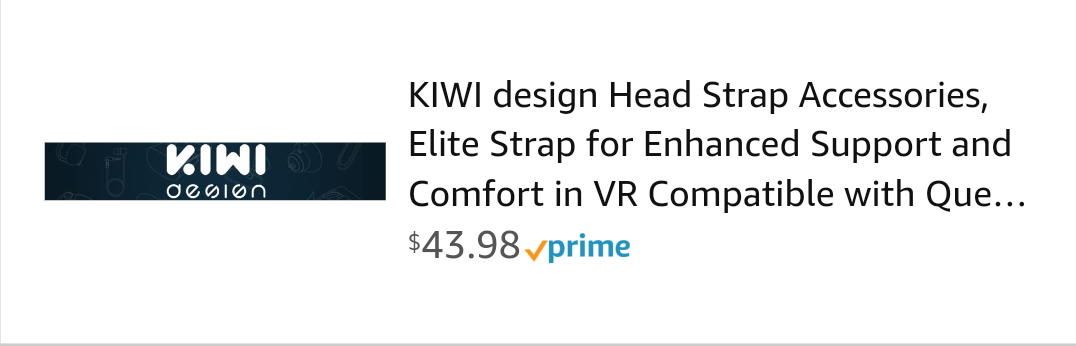 KIWI
design
KIWI design Head Strap Accessories,
Elite Strap for Enhanced Support and
Comfort in VR Compatible with Que...
$43.98 prime